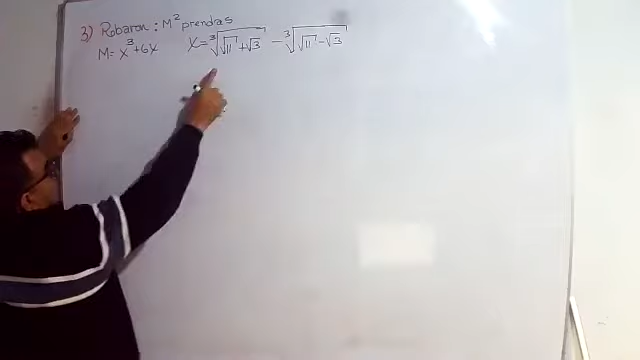 3) Robaron : M² prendas
M = x³ + 6x X = ∛(√11 + √3) - ∛(√11 - √3)